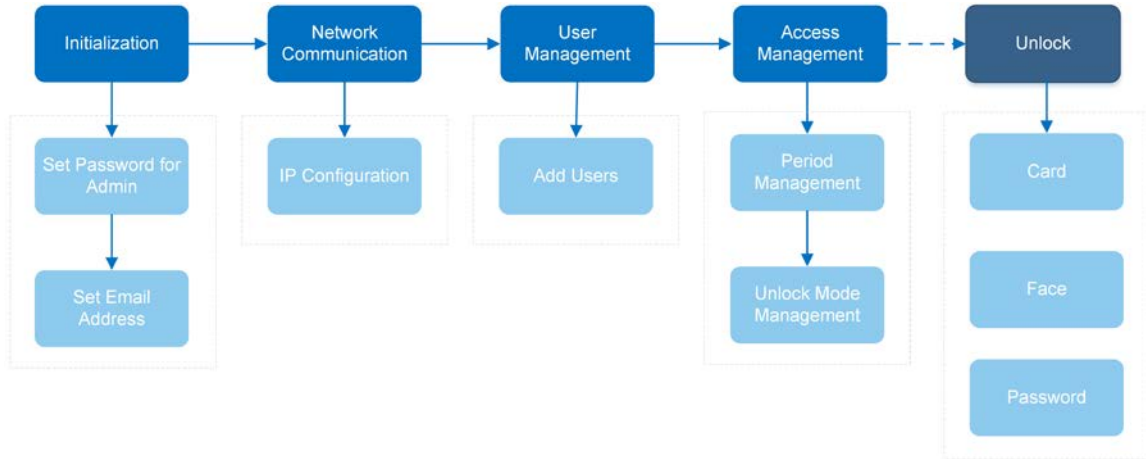 Initialization
Network
Communication
User
Management
Access
Management
Unlock
Set Password for
Admin
IP Configuration
Add Users
Period
Management
Card
Set Email
Address
Unlock Mode
Management
Face
Password